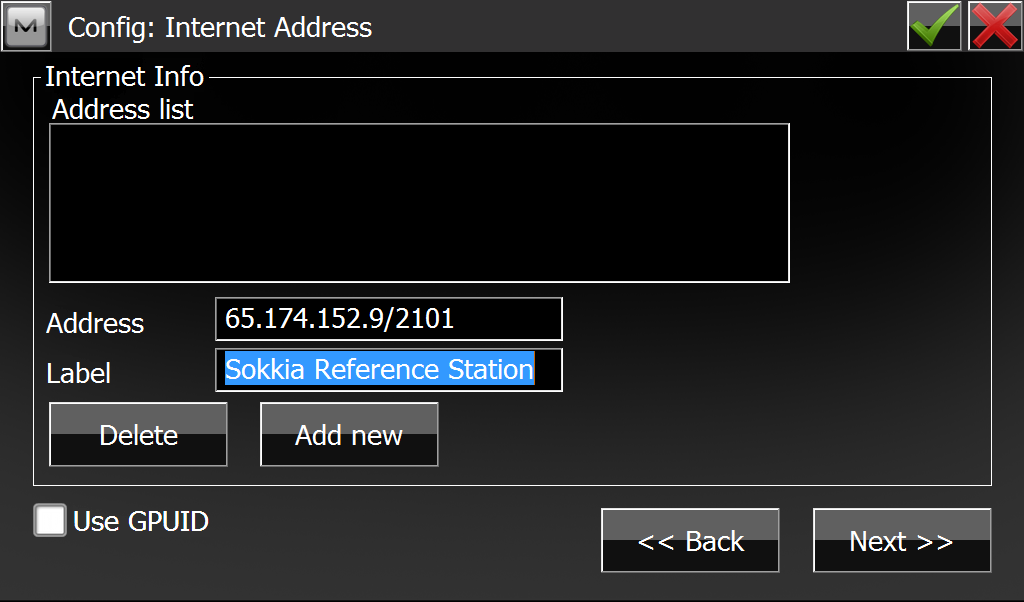 M
Config: Internet Address
Internet Info
Address list
Address
65.174.152.9/2101
Label
Sokkia Reference Station
Delete
Add new
Use GPUID
<< Back
Next >>